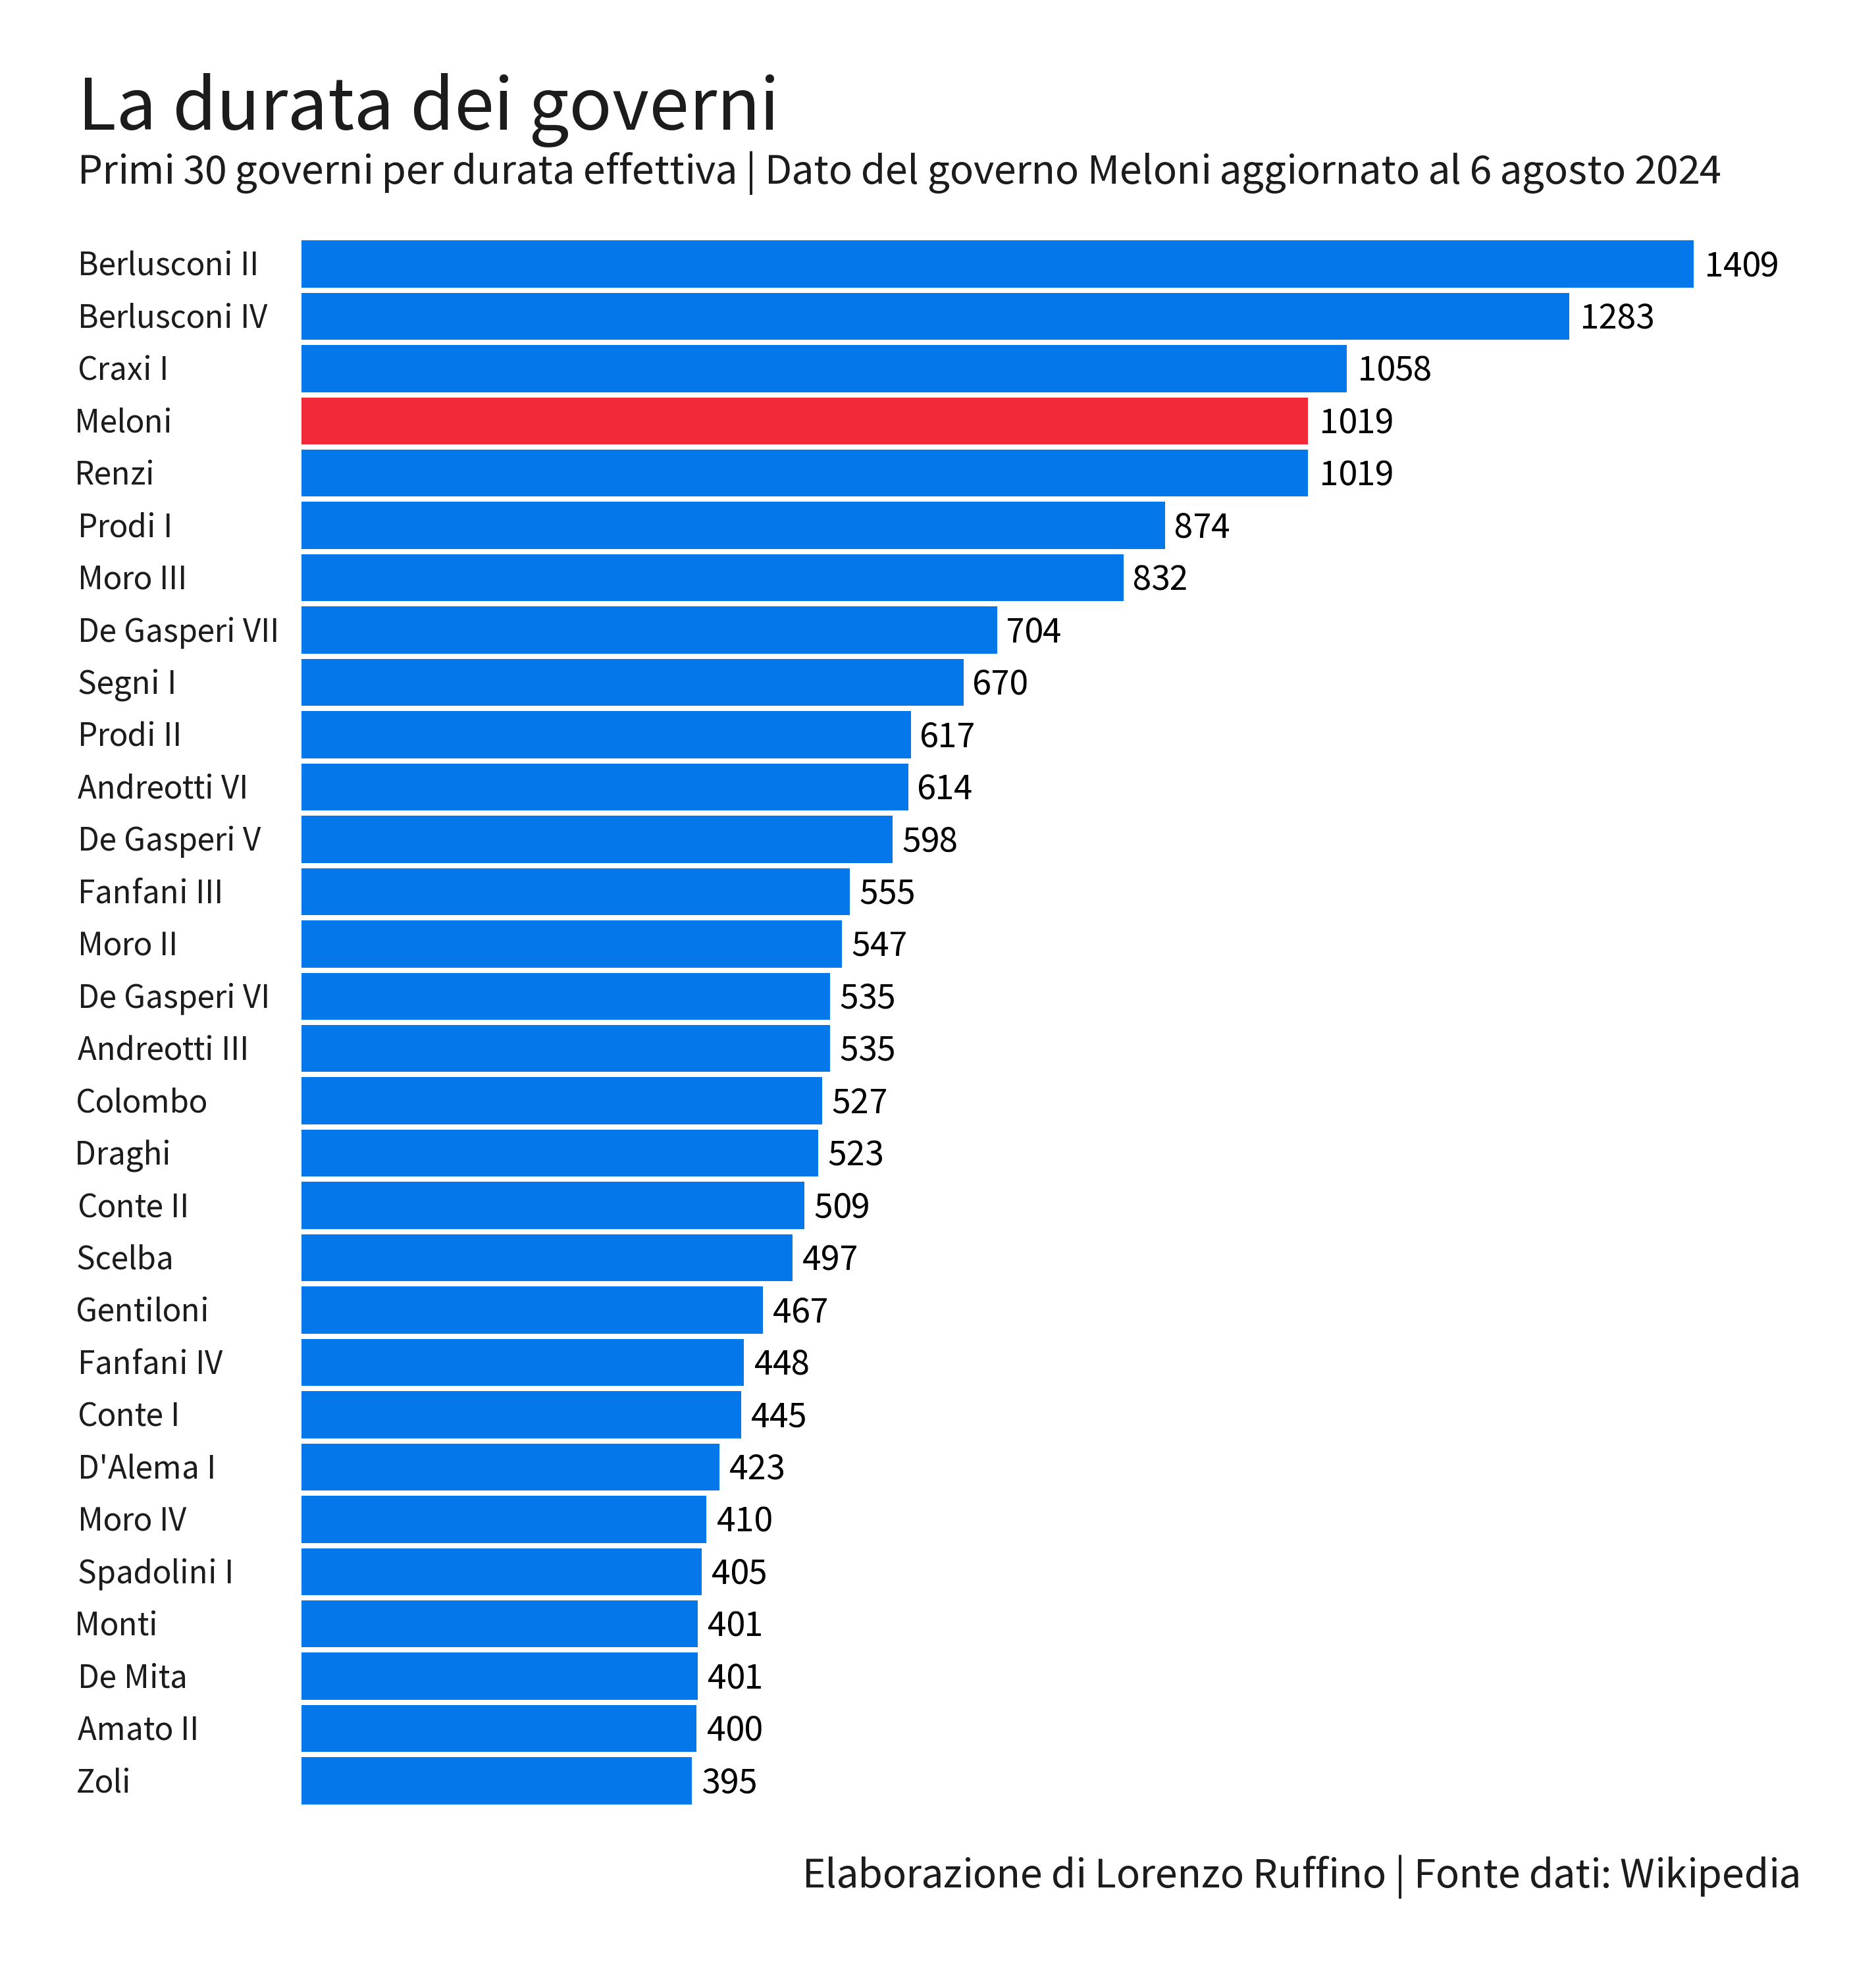 La durata dei governi
Primi 30 governi per durata effettiva | Dato del governo Meloni aggiornato al 6 agosto 2024
Berlusconi II 1409
Berlusconi IV 1283
Craxi I 1058
Meloni 1019
Renzi 1019
Prodi I 874
Moro III 832
De Gasperi VII 704
Segni I 670
Prodi II 617
Andreotti VI 614
De Gasperi V 598
Fanfani III 555
Moro II 547
De Gasperi VI 535
Andreotti III 535
Colombo 527
Draghi 523
Conte II 509
Scelba 497
Gentiloni 467
Fanfani IV 448
Conte I 445
D'Alema I 423
Moro IV 410
Spadolini I 405
Monti 401
De Mita 401
Amato II 400
Zoli 395
Elaborazione di Lorenzo Ruffino | Fonte dati: Wikipedia